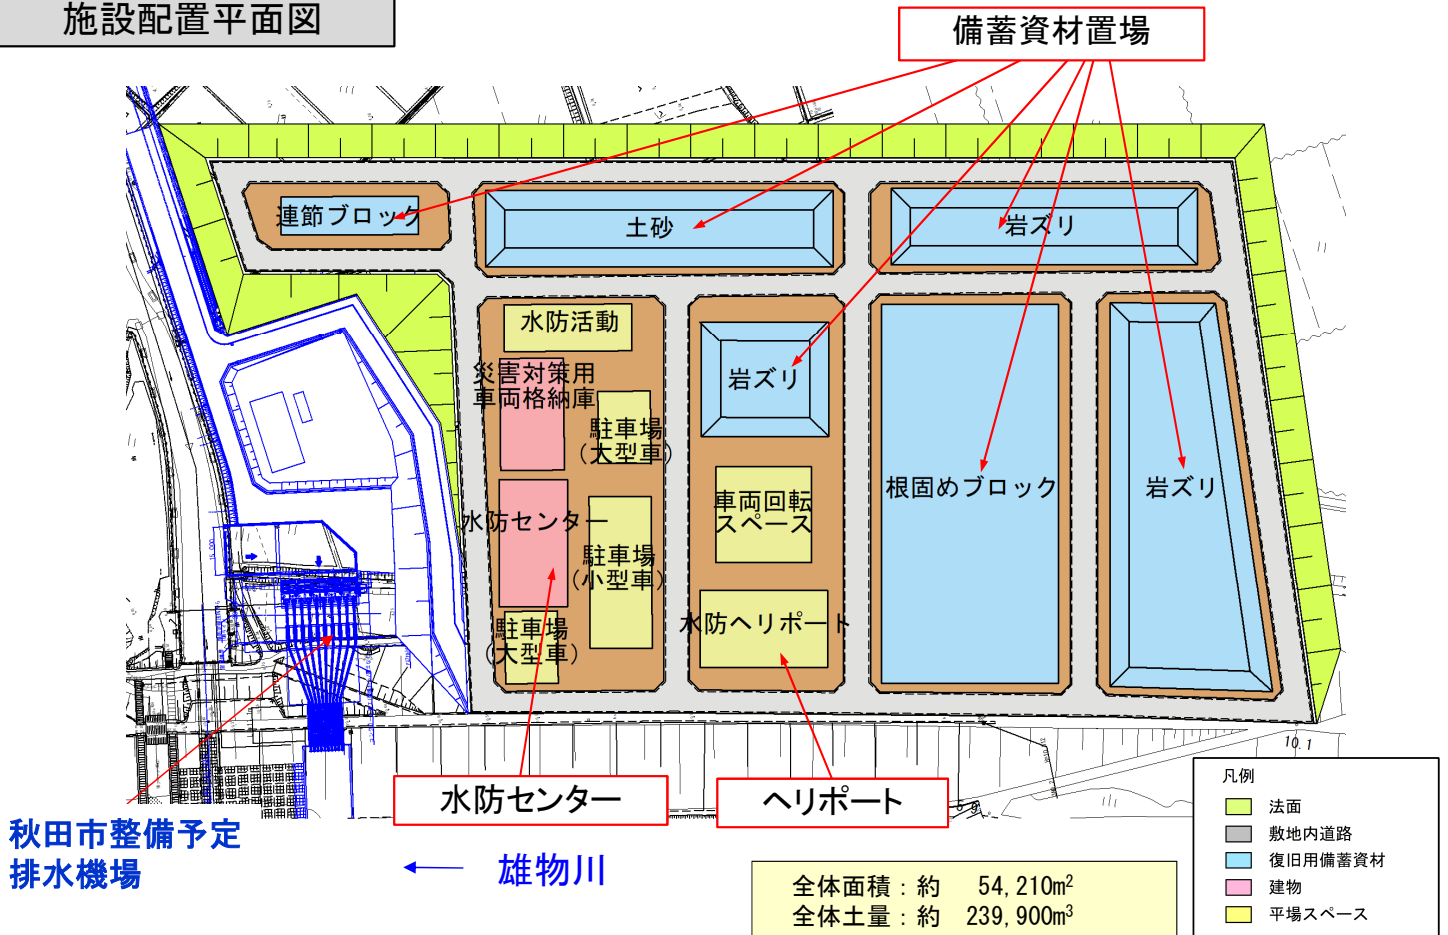 施設配置平面図
備蓄資材置場
連節ブロック
土砂
岩ズリ
水防活動
災害対策用
車両格納庫
駐車場
(大型車)
岩ズリ
水防センター
駐車場
(小型車)
駐車場
(大型車)
車両回転
スペース
水防ヘリポート
根固めブロック
岩ズリ
10.1
水防センター
ヘリポート
秋田市整備予定
排水機場
雄物川
全体面積：約 54,210m²
全体土量：約 239,900m³
凡例
法面
敷地内道路
復旧用備蓄資材
建物
平場スペース